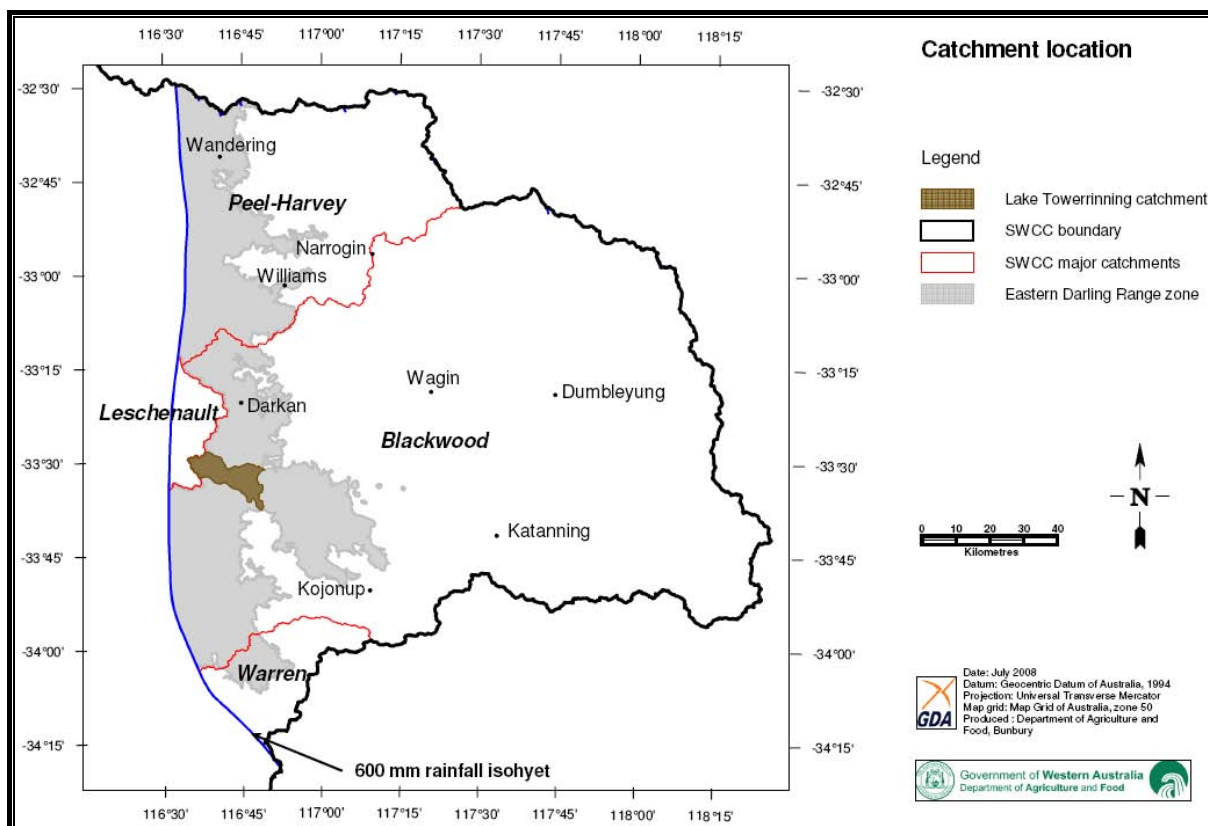 116°30'
116°45'
117°00'
117°15'
117°30'
117°45'
118°00'
118°15'
Catchment location
-32°30'
-32°30'
Wandering
Legend
-32°45'
-32°45'
Peel-Harvey
Lake Towerrinning catchment
SWCC boundary
Narrogin
SWCC major catchments
Williams
-33°00'
-33°00'
Eastern Darling Range zone
-33°15'
-33°15'
Wagin
Dumbleyung
Leschenault
Darkan
Blackwood
-33°30'
-33°30'
N
Katanning
0 10 20 30 40
Kilometres
-33°45'
-33°45'
Kojonup
-34°00'
-34°00'
Warren
Date: July 2008
Datum: Geocentric Datum of Australia, 1994
Projection: Universal Transverse Mercator
Map grid: Map Grid of Australia, zone 50
Produced : Department of Agriculture and
Food, Bunbury
GDA
-34°15'
-34°15'
600 mm rainfall isohyet
Government of Western Australia
Department of Agriculture and Food
116°30'
116°45'
117°00'
117°15'
117°30'
117°45'
118°00'
118°15'